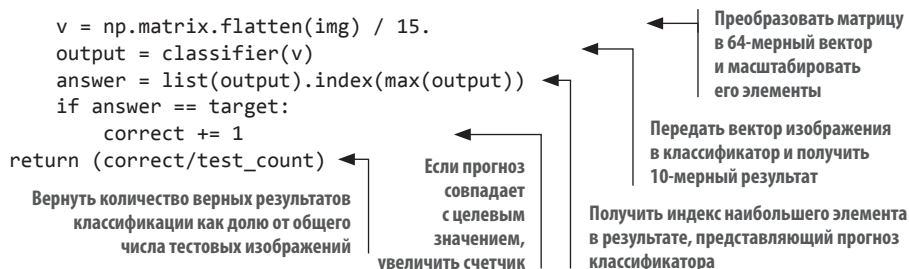 v = np.matrix.flatten(img) / 15.
output = classifier(v)
answer = list(output).index(max(output))
if answer == target:
correct += 1
return (correct/test_count)
Преобразовать матрицу
в 64-мерный вектор
и масштабировать
его элементы
Передать вектор изображения
в классификатор и получить
10-мерный результат
Получить индекс наибольшего элемента
в результате, представляющий прогноз
классификатора
Если прогноз
совпадает
с целевым
значением,
увеличить счетчик
Вернуть количество верных результатов
классификации как долю от общего
числа тестовых изображений